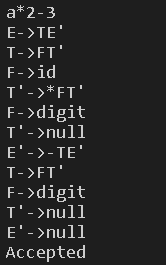 a*2-3
E->TE'
T->FT'
F->id
T'->*FT'
F->digit
T'->null
E'->-TE'
T->FT'
F->digit
T'->null
E'->null
Accepted